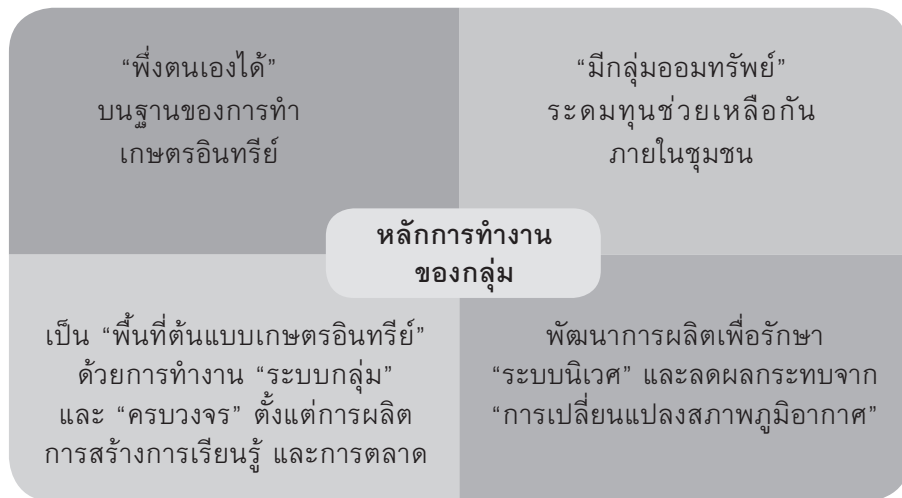 “พึ่งตนเองได้”
บนฐานของการทำ
เกษตรอินทรีย์
“มีกลุ่มออมทรัพย์”
ระดมทุนช่วยเหลือกัน
ภายในชุมชน
หลักการทำงาน
ของกลุ่ม
เป็น “พื้นที่ต้นแบบเกษตรอินทรีย์”
ด้วยการทำงาน “ระบบกลุ่ม”
และ “ครบวงจร” ตั้งแต่การผลิต
การสร้างการเรียนรู้ และการตลาด
พัฒนาการผลิตเพื่อรักษา
“ระบบนิเวศ” และลดผลกระทบจาก
“การเปลี่ยนแปลงสภาพภูมิอากาศ”